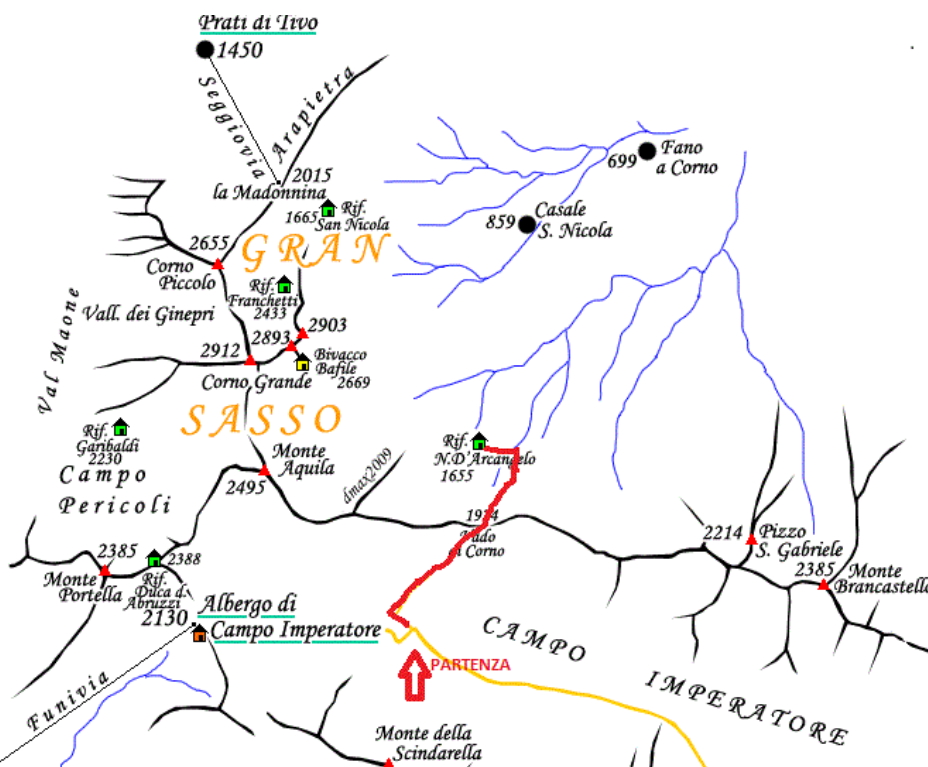 Prati di Tivo
1450
Seggiovia
Arapietra
2015
la Madonnina
1665
Rif.
San Nicola
699
Fano
a Corno
859
Casale
S. Nicola
2655
GRAN
Corno
Piccolo
Rif.
Franchetti
2433
Vall. dei Ginepri
Val Maone
2903
2893
2912
Bivacco
Bafile
2669
Corno Grande
SASSO
Rif.
Garibaldi
2230
Campo
Pericoli
Monte
Aquila
2495
dmax2009
Rif.
N.D'Arcangelo
1655
Corno
2214
Pizzo
S. Gabriele
2385
Monte
Brancastello
2385
Monte
Portella
2388
Rif.
Duca d.
Abruzzi
2130
Albergo di
Campo Imperatore
CAMPO
IMPERATORE
PARTENZA
Funivia
Monte della
Scindarella